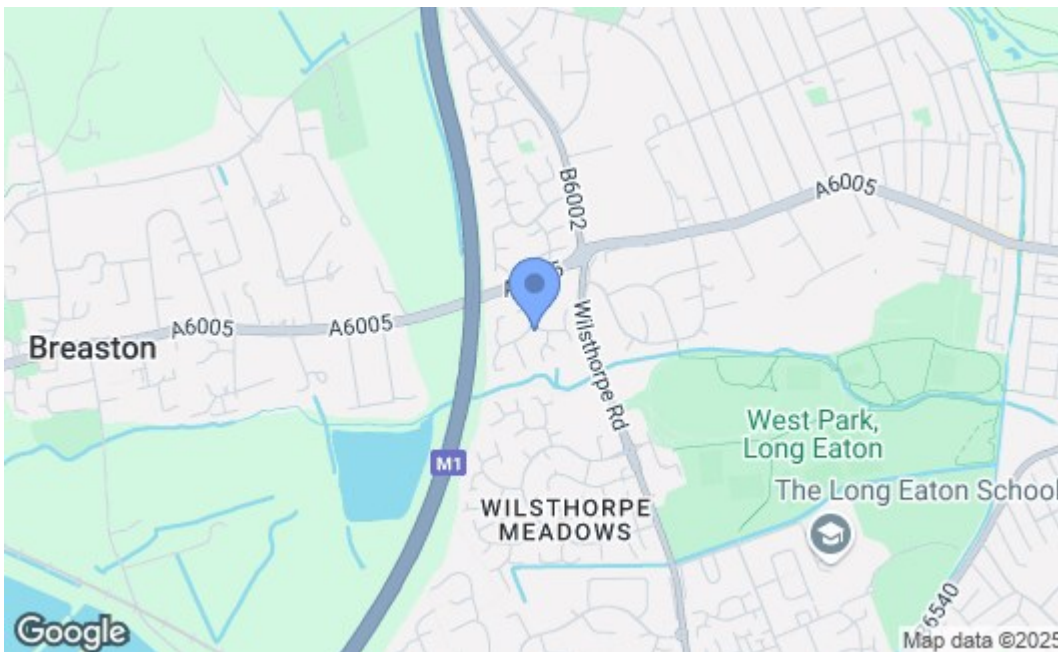 B6002
A6005
A6005
A6005
Breaston
Wilsthorpe Rd
West Park,
Long Eaton
M1
The Long Eaton School
WILSTHORPE
MEADOWS
6540
Google
Map data ©2025